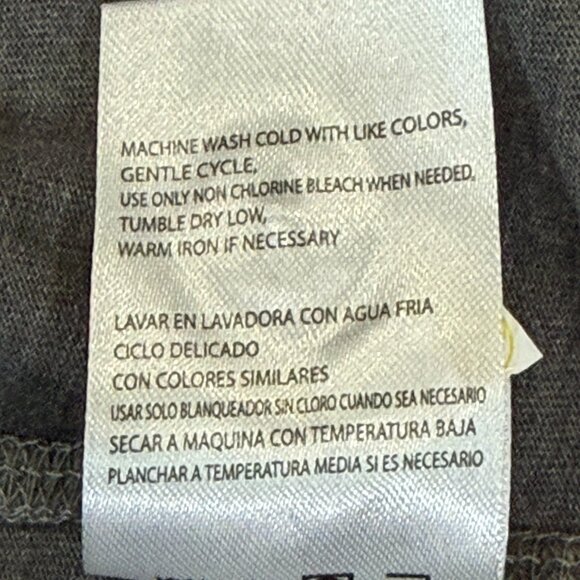 MACHINE WASH COLD WITH LIKE COLORS,
GENTLE CYCLE,
USE ONLY NON CHLORINE BLEACH WHEN NEEDED,
TUMBLE DRY LOW,
WARM IRON IF NECESSARY
LAVAR EN LAVADORA CON AGUA FRIA
CICLO DELICADO
CON COLORES SIMILARES
USAR SOLO BLANQUEADOR SIN CLORO CUANDO SEA NECESARIO
SECAR A MAQUINA CON TEMPERATURA BAJA
PLANCHAR A TEMPERATURA MEDIA SI ES NECESARIO